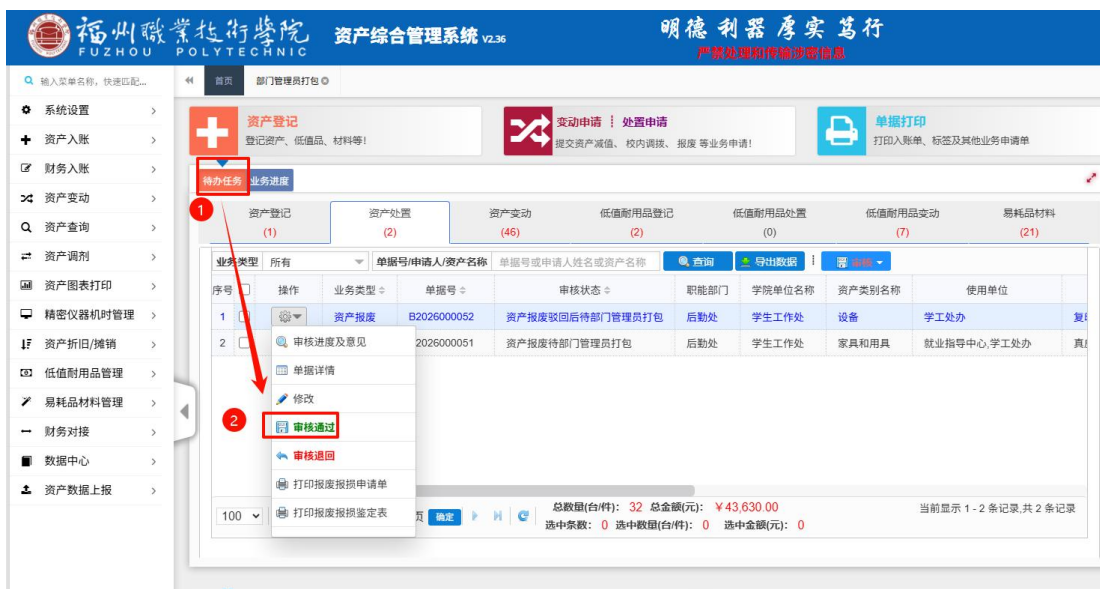 福州職業技術學院
FUZHOU POLYTECHNIC
资产综合管理系统 V2.36
明德 利器 厚实 笃行
严禁处理和传输涉密信息
输入菜单名称，快速匹配...
首页
部门管理员打包
系统设置
资产入账
财务入账
资产变动
资产查询
资产调剂
资产图表打印
精密仪器机时管理
资产折旧/摊销
低值耐用品管理
易耗品材料管理
财务对接
数据中心
资产数据上报
资产登记
登记资产、低值品、材料等!
变动申请 ┊ 处置申请
提交资产减值、校内调拨、报废 等业务申请!
单据打印
打印入账单、标签及其他业务申请单
待办任务 业务进度
1
资产登记 资产处置 资产变动 低值耐用品登记 低值耐用品处置 低值耐用品变动 易耗品材料
(1) (2) (46) (2) (0) (7) (21)
业务类型 所有 单据号/申请人/资产名称 单据号或申请人姓名或资产名称 查询 导出数据 审核
序号 操作 业务类型 单据号 审核状态 职能部门 学院单位名称 资产类别名称 使用单位
1 资产报废 B2026000052 资产报废驳回后待部门管理员打包 后勤处 学生工作处 设备 学工处办
2 2026000051 资产报废待部门管理员打包 后勤处 学生工作处 家具和用具 就业指导中心,学工处办
审核进度及意见
单据详情
修改
2
审核通过
审核退回
打印报废报损申请单
打印报废报损鉴定表
100 页 确定
总数量(台/件): 32 总金额(元): ￥43,630.00
选中条数: 0 选中数量(台/件): 0 选中金额(元): 0
当前显示 1 - 2 条记录,共 2 条记录